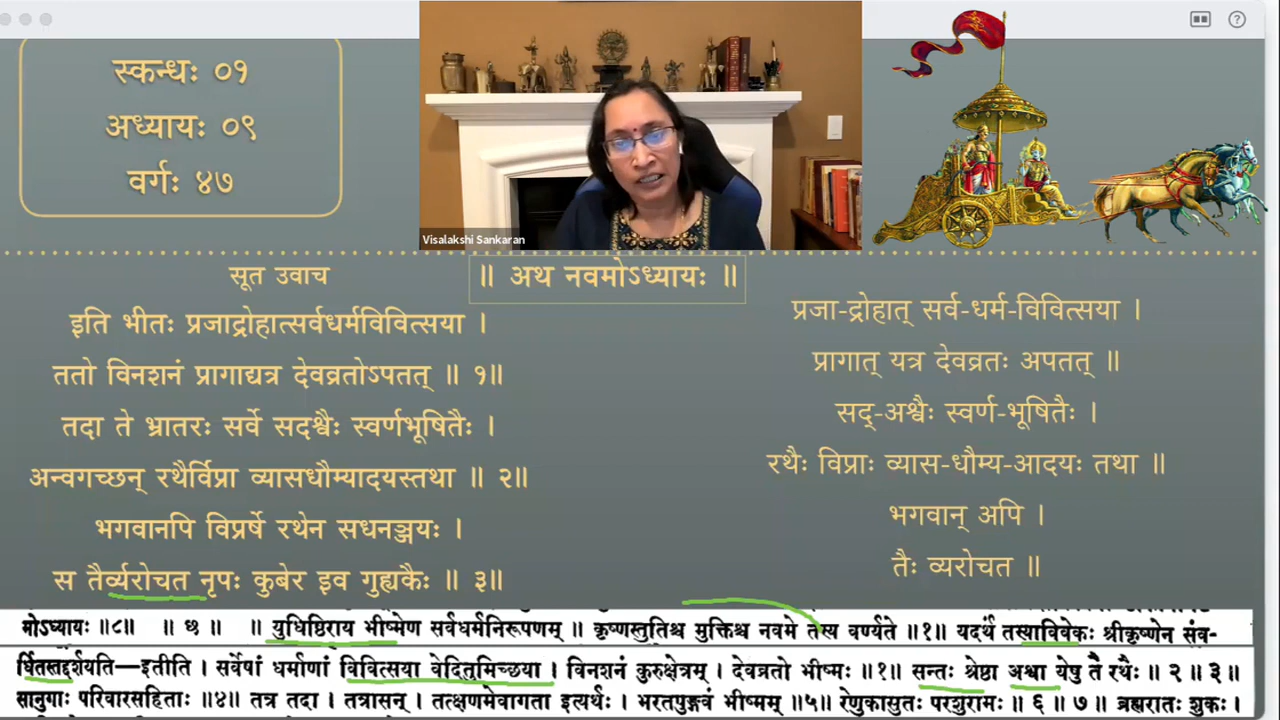 स्कन्धः ०१
अध्यायः ०९
वर्गः ४७
Visalakshi Sankaran
सूत उवाच
॥ अथ नवमोऽध्यायः ॥
इति भीतः प्रजाद्रोहात्सर्वधर्मविवित्सया ।
ततो विनशनं प्रागाद्यत्र देवव्रतोऽपतत् ॥ १॥
तदा ते भ्रातरः सर्वे सदश्वैः स्वर्णभूषितैः ।
अन्वगच्छन् रथैर्विप्रा व्यासधौम्यादयस्तथा ॥ २॥
भगवानपि विप्रर्षे रथेन सधनञ्जयः ।
स तैर्व्यरोचत नृपः कुबेर इव गुह्यकैः ॥ ३॥
प्रजा-द्रोहात् सर्व-धर्म-विवित्सया ।
प्रागात् यत्र देवव्रतः अपतत् ॥
सद्-अश्वैः स्वर्ण-भूषितैः ।
रथैः विप्राः व्यास-धौम्य-आदयः तथा ॥
भगवान् अपि ।
तैः व्यरोचत ॥
मोऽध्यायः ॥८॥ ॥ छ ॥ ॥ युधिष्ठिराय भीष्मेण सर्वधर्मनिरूपणम् ॥ कृष्णस्तुतिश्च मुक्तिश्च नवमे तस्य वर्ण्यते ॥१॥ यदर्थं तस्याविवेकः श्रीकृष्णेन संव-
र्धितस्तद्दर्शयति—इतीति । सर्वेषां धर्माणां विवित्सया वेदितुमिच्छया । विनशनं कुरुक्षेत्रम् । देवव्रतो भीष्मः ॥१॥ सन्तः श्रेष्ठा अश्वा येषु तै रथैः ॥ २ ॥ ३ ॥
सानुगाः परिवारसहिताः ॥४॥ तत्र तदा । तत्रासन् । तत्क्षणमेवागता इत्यर्थः । भरतपुङ्गवं भीष्मम् ॥५॥ रेणुकासुतः परशुरामः ॥ ६ ॥ ७ ॥ ब्रह्मरातः शुकः ।